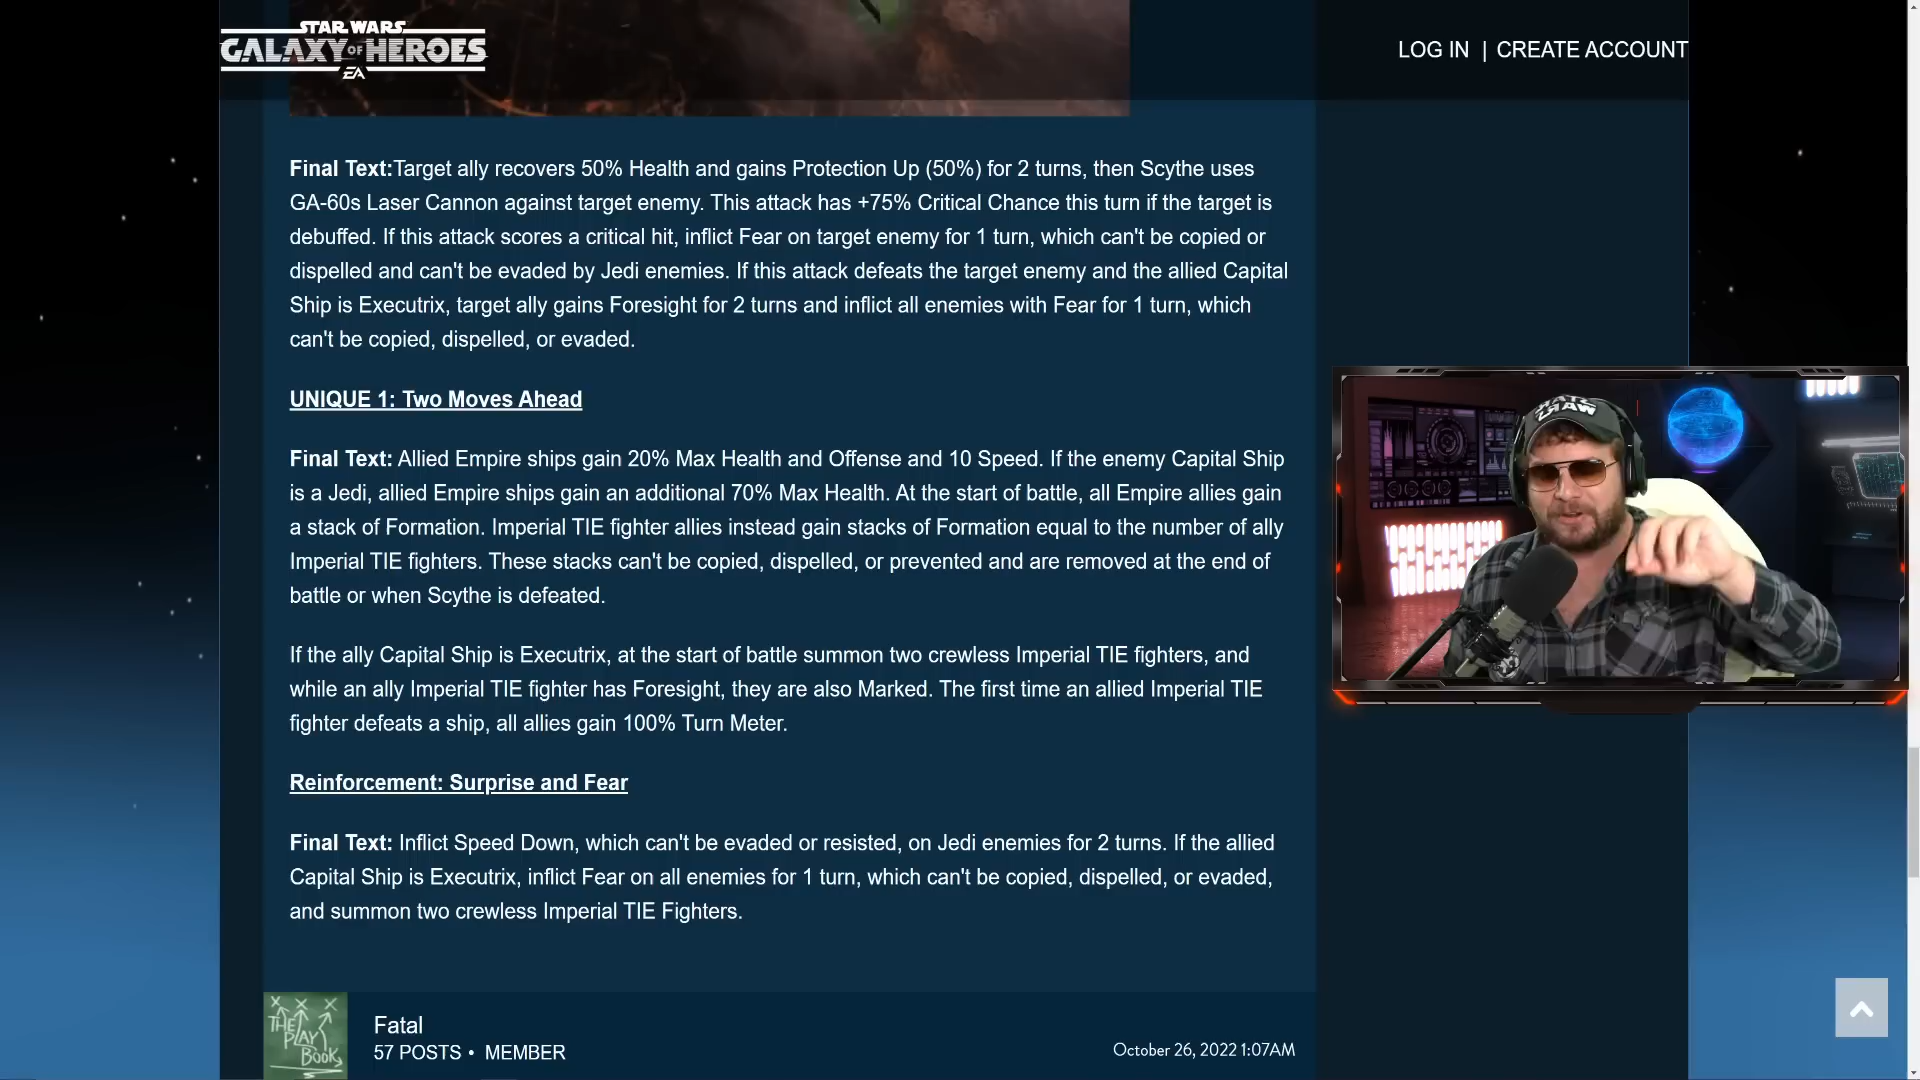 STAR WARS
GALAXY OF HEROES
EA
LOG IN | CREATE ACCOUNT
Final Text:Target ally recovers 50% Health and gains Protection Up (50%) for 2 turns, then Scythe uses
GA-60s Laser Cannon against target enemy. This attack has +75% Critical Chance this turn if the target is
debuffed. If this attack scores a critical hit, inflict Fear on target enemy for 1 turn, which can't be copied or
dispelled and can't be evaded by Jedi enemies. If this attack defeats the target enemy and the allied Capital
Ship is Executrix, target ally gains Foresight for 2 turns and inflict all enemies with Fear for 1 turn, which
can't be copied, dispelled, or evaded.
UNIQUE 1: Two Moves Ahead
Final Text: Allied Empire ships gain 20% Max Health and Offense and 10 Speed. If the enemy Capital Ship
is a Jedi, allied Empire ships gain an additional 70% Max Health. At the start of battle, all Empire allies gain
a stack of Formation. Imperial TIE fighter allies instead gain stacks of Formation equal to the number of ally
Imperial TIE fighters. These stacks can't be copied, dispelled, or prevented and are removed at the end of
battle or when Scythe is defeated.
If the ally Capital Ship is Executrix, at the start of battle summon two crewless Imperial TIE fighters, and
while an ally Imperial TIE fighter has Foresight, they are also Marked. The first time an allied Imperial TIE
fighter defeats a ship, all allies gain 100% Turn Meter.
Reinforcement: Surprise and Fear
Final Text: Inflict Speed Down, which can't be evaded or resisted, on Jedi enemies for 2 turns. If the allied
Capital Ship is Executrix, inflict Fear on all enemies for 1 turn, which can't be copied, dispelled, or evaded,
and summon two crewless Imperial TIE Fighters.
STAR
WARS
X X X
THE
PLAY
BOOK
Fatal
57 POSTS • MEMBER
October 26, 2022 1:07AM